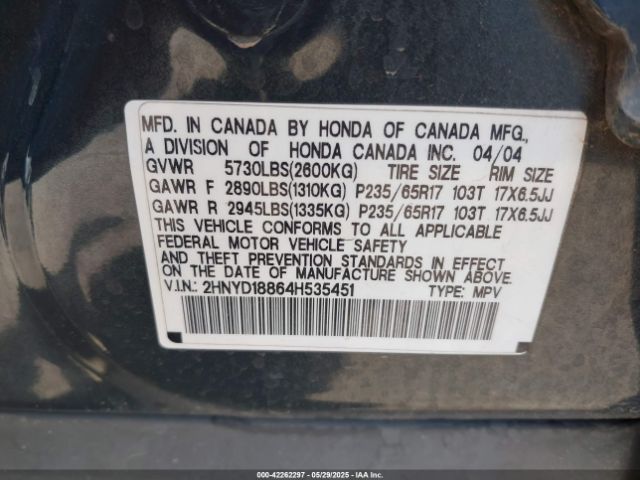 MFD. IN CANADA BY HONDA OF CANADA MFG.,
A DIVISION OF HONDA CANADA INC. 04/04
GVWR 5730LBS(2600KG) TIRE SIZE RIM SIZE
GAWR F 2890LBS(1310KG) P235/65R17 103T 17X6.5JJ
GAWR R 2945LBS(1335KG) P235/65R17 103T 17X6.5JJ
THIS VEHICLE CONFORMS TO ALL APPLICABLE
FEDERAL MOTOR VEHICLE SAFETY
AND THEFT PREVENTION STANDARDS IN EFFECT
ON THE DATE OF MANUFACTURE SHOWN ABOVE.
V.I.N.: 2HNYD18864H535451 TYPE: MPV
000-42262297 - 05/29/2025 - IAA Inc.